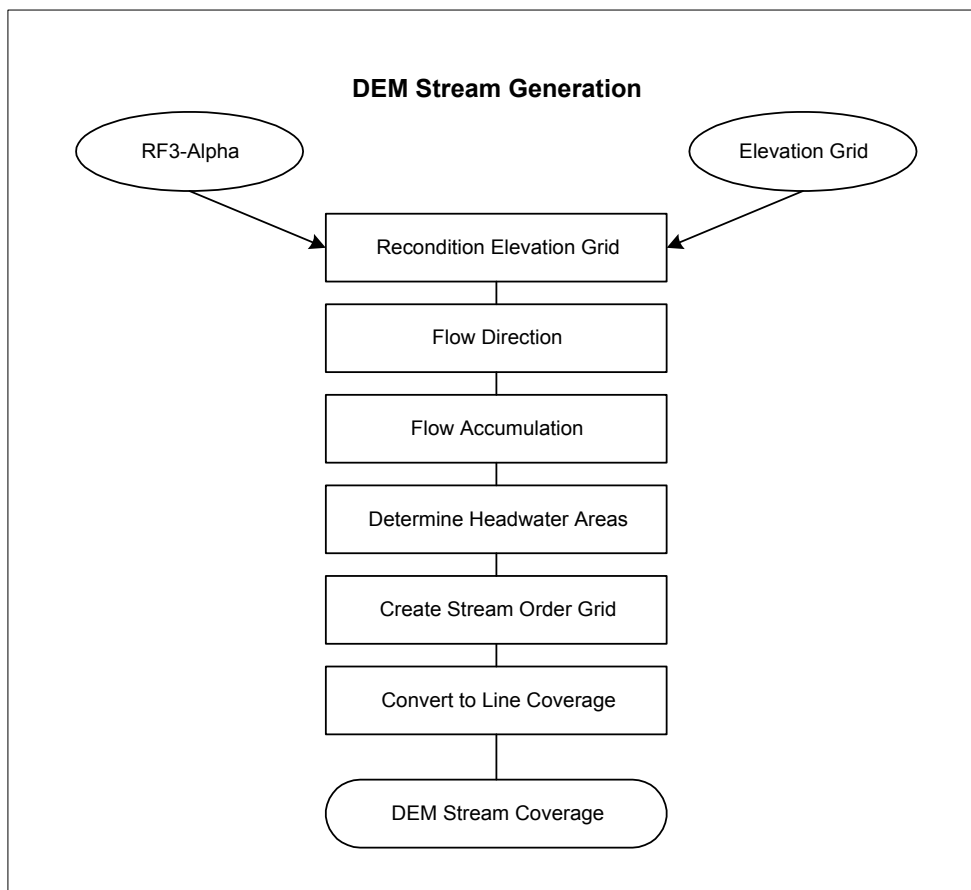 DEM Stream Generation
RF3-Alpha
Elevation Grid
Recondition Elevation Grid
Flow Direction
Flow Accumulation
Determine Headwater Areas
Create Stream Order Grid
Convert to Line Coverage
DEM Stream Coverage